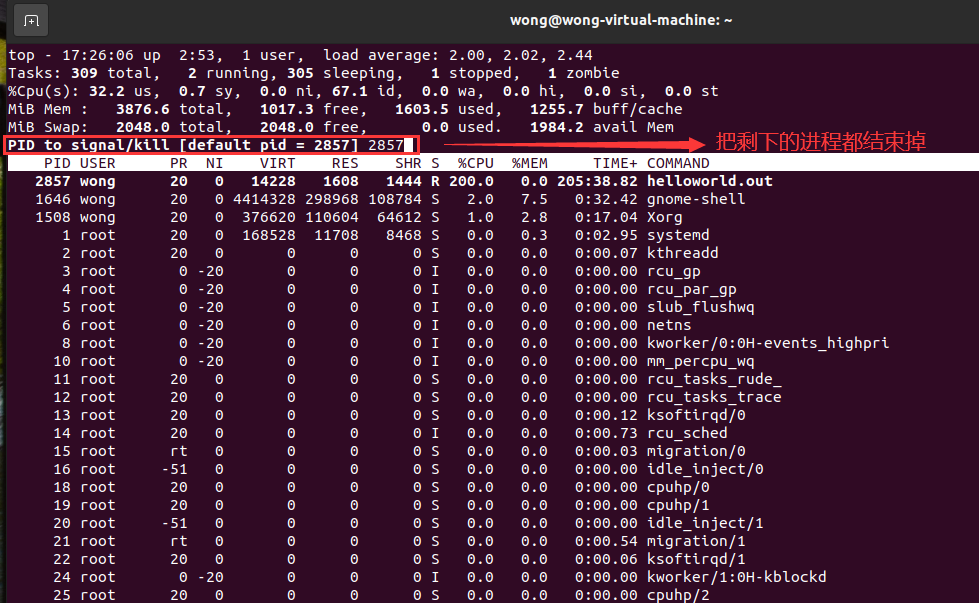 wong@wong-virtual-machine: ~
top - 17:26:06 up  2:53,  1 user,  load average: 2.00, 2.02, 2.44
Tasks: 309 total,   2 running, 305 sleeping,   1 stopped,   1 zombie
%Cpu(s): 32.2 us,  0.7 sy,  0.0 ni, 67.1 id,  0.0 wa,  0.0 hi,  0.0 si,  0.0 st
MiB Mem :   3876.6 total,   1017.3 free,   1603.5 used,   1255.7 buff/cache
MiB Swap:   2048.0 total,   2048.0 free,      0.0 used.   1984.2 avail Mem
PID to signal/kill [default pid = 2857] 2857 把剩下的进程都结束掉
PID USER      PR  NI    VIRT    RES    SHR S  %CPU  %MEM     TIME+ COMMAND
2857 wong      20   0   14228   1608   1444 R 200.0   0.0 205:38.82 helloworld.out
1646 wong      20   0 4414328 298968 108784 S   2.0   7.5   0:32.42 gnome-shell
1508 wong      20   0  376620 110604  64612 S   1.0   2.8   0:17.04 Xorg
1 root      20   0  168528  11708   8468 S   0.0   0.3   0:02.95 systemd
2 root      20   0       0      0      0 S   0.0   0.0   0:00.07 kthreadd
3 root       0 -20       0      0      0 I   0.0   0.0   0:00.00 rcu_gp
4 root       0 -20       0      0      0 I   0.0   0.0   0:00.00 rcu_par_gp
5 root       0 -20       0      0      0 I   0.0   0.0   0:00.00 slub_flushwq
6 root       0 -20       0      0      0 I   0.0   0.0   0:00.00 netns
8 root       0 -20       0      0      0 I   0.0   0.0   0:00.00 kworker/0:0H-events_highpri
10 root       0 -20       0      0      0 I   0.0   0.0   0:00.00 mm_percpu_wq
11 root      20   0       0      0      0 S   0.0   0.0   0:00.00 rcu_tasks_rude_
12 root      20   0       0      0      0 S   0.0   0.0   0:00.00 rcu_tasks_trace
13 root      20   0       0      0      0 S   0.0   0.0   0:00.12 ksoftirqd/0
14 root      20   0       0      0      0 I   0.0   0.0   0:00.73 rcu_sched
15 root      rt   0       0      0      0 S   0.0   0.0   0:00.03 migration/0
16 root     -51   0       0      0      0 S   0.0   0.0   0:00.00 idle_inject/0
18 root      20   0       0      0      0 S   0.0   0.0   0:00.00 cpuhp/0
19 root      20   0       0      0      0 S   0.0   0.0   0:00.00 cpuhp/1
20 root     -51   0       0      0      0 S   0.0   0.0   0:00.00 idle_inject/1
21 root      rt   0       0      0      0 S   0.0   0.0   0:00.54 migration/1
22 root      20   0       0      0      0 S   0.0   0.0   0:00.06 ksoftirqd/1
24 root       0 -20       0      0      0 I   0.0   0.0   0:00.00 kworker/1:0H-kblockd
25 root      20   0       0      0      0 S   0.0   0.0   0:00.00 cpuhp/2